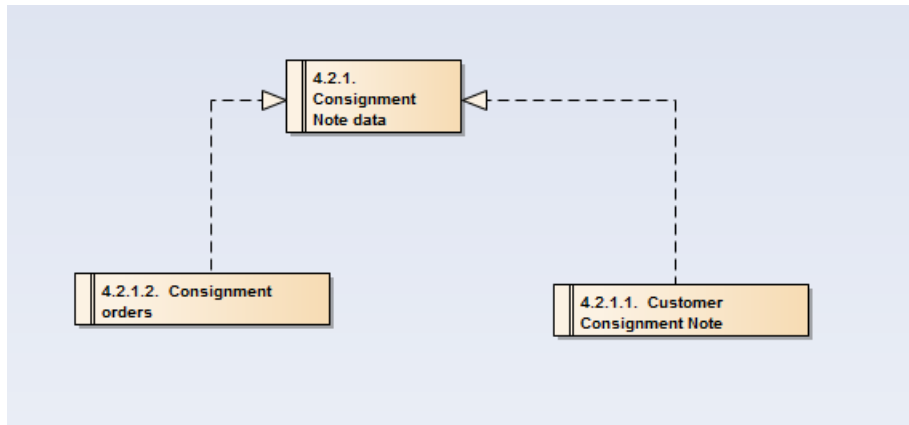 4.2.1.
Consignment
Note data
4.2.1.2.  Consignment
orders
4.2.1.1.  Customer
Consignment Note